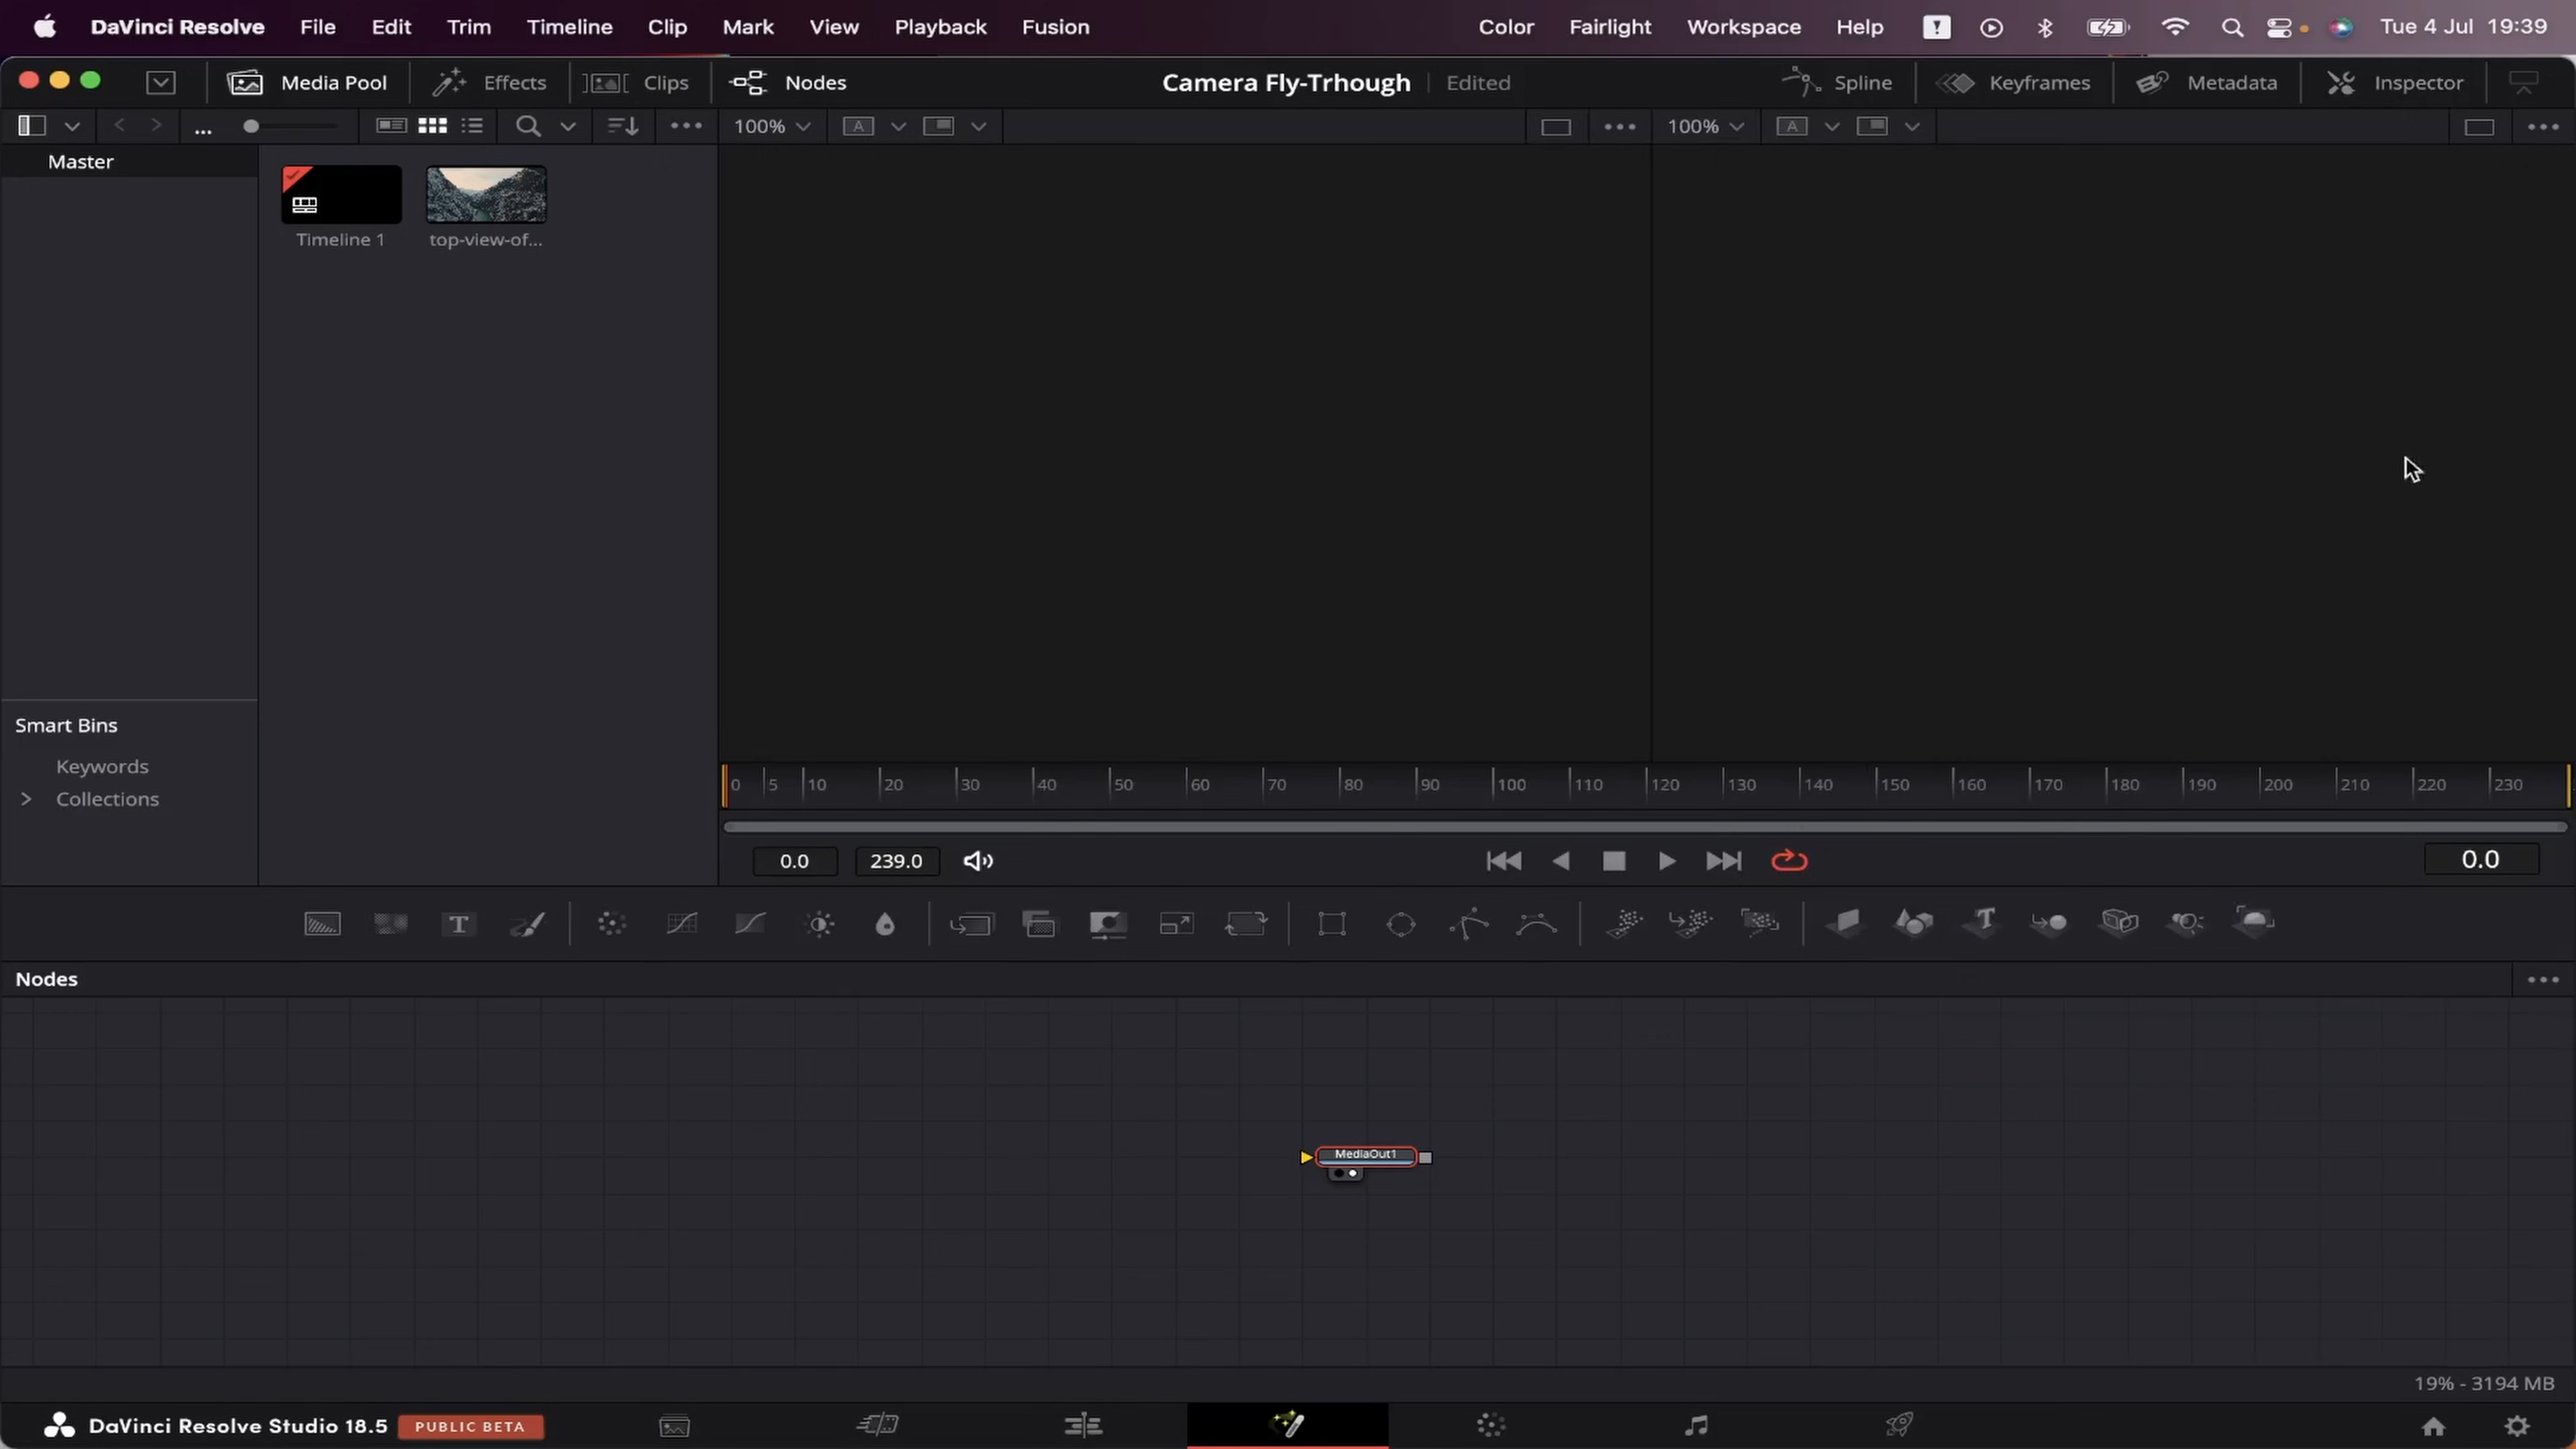 DaVinci Resolve File Edit Trim Timeline Clip Mark View Playback Fusion Color Fairlight Workspace Help Tue 4 Jul 19:39
Media Pool Effects Clips Nodes Camera Fly-Trhough Edited Spline Keyframes Metadata Inspector
... 100% A 100% A
Master
Timeline 1 top-view-of...
Smart Bins
Keywords
Collections
0 5 10 20 30 40 50 60 70 80 90 100 110 120 130 140 150 160 170 180 190 200 210 220 230
0.0 239.0 0.0
T T
Nodes
MediaOut1
19% - 3194 MB
DaVinci Resolve Studio 18.5 PUBLIC BETA